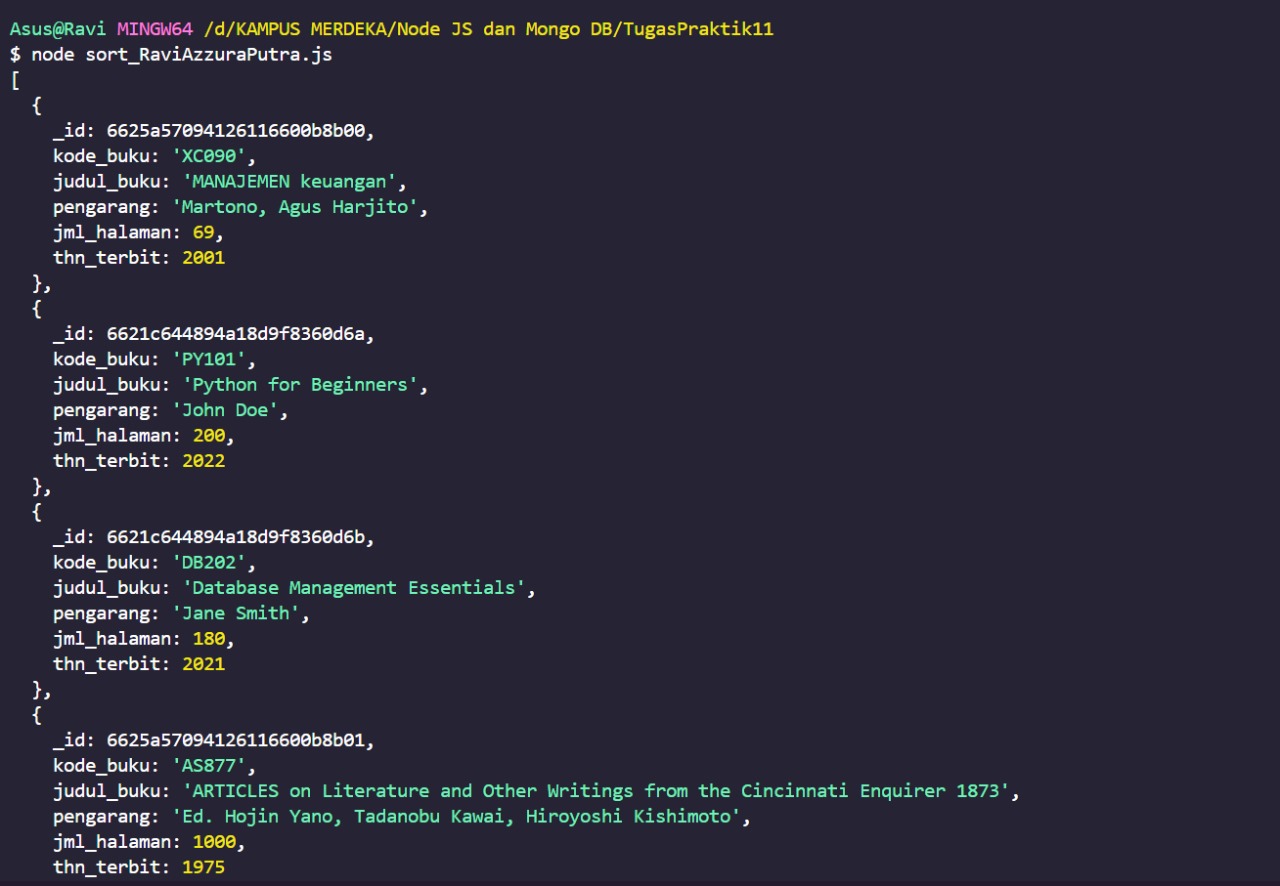 Asus@Ravi MINGW64 /d/KAMPUS MERDEKA/Node JS dan Mongo DB/TugasPraktik11
$ node sort_RaviAzzuraPutra.js
[
  {
    _id: 6625a57094126116600b8b00,
    kode_buku: 'XC090',
    judul_buku: 'MANAJEMEN keuangan',
    pengarang: 'Martono, Agus Harjito',
    jml_halaman: 69,
    thn_terbit: 2001
  },
  {
    _id: 6621c644894a18d9f8360d6a,
    kode_buku: 'PY101',
    judul_buku: 'Python for Beginners',
    pengarang: 'John Doe',
    jml_halaman: 200,
    thn_terbit: 2022
  },
  {
    _id: 6621c644894a18d9f8360d6b,
    kode_buku: 'DB202',
    judul_buku: 'Database Management Essentials',
    pengarang: 'Jane Smith',
    jml_halaman: 180,
    thn_terbit: 2021
  },
  {
    _id: 6625a57094126116600b8b01,
    kode_buku: 'AS877',
    judul_buku: 'ARTICLES on Literature and Other Writings from the Cincinnati Enquirer 1873',
    pengarang: 'Ed. Hojin Yano, Tadanobu Kawai, Hiroyoshi Kishimoto',
    jml_halaman: 1000,
    thn_terbit: 1975